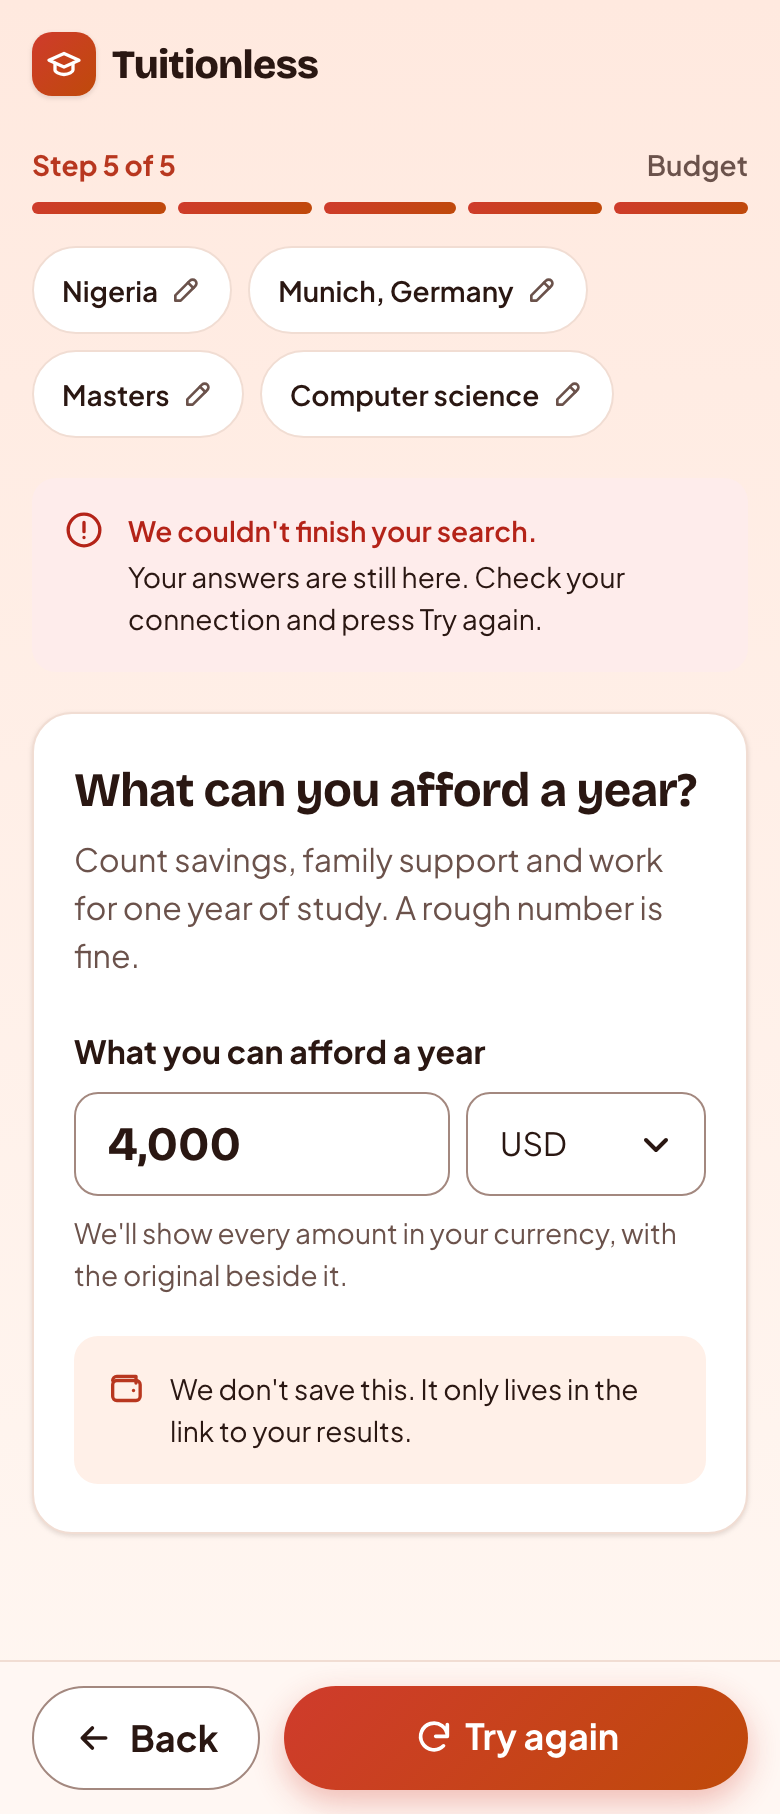 Tuitionless
Step 5 of 5
Budget
Nigeria
Munich, Germany
Masters
Computer science
We couldn't finish your search.
Your answers are still here. Check your
connection and press Try again.
What can you afford a year?
Count savings, family support and work
for one year of study. A rough number is
fine.
What you can afford a year
4,000
USD
We'll show every amount in your currency, with
the original beside it.
We don't save this. It only lives in the
link to your results.
Back
Try again